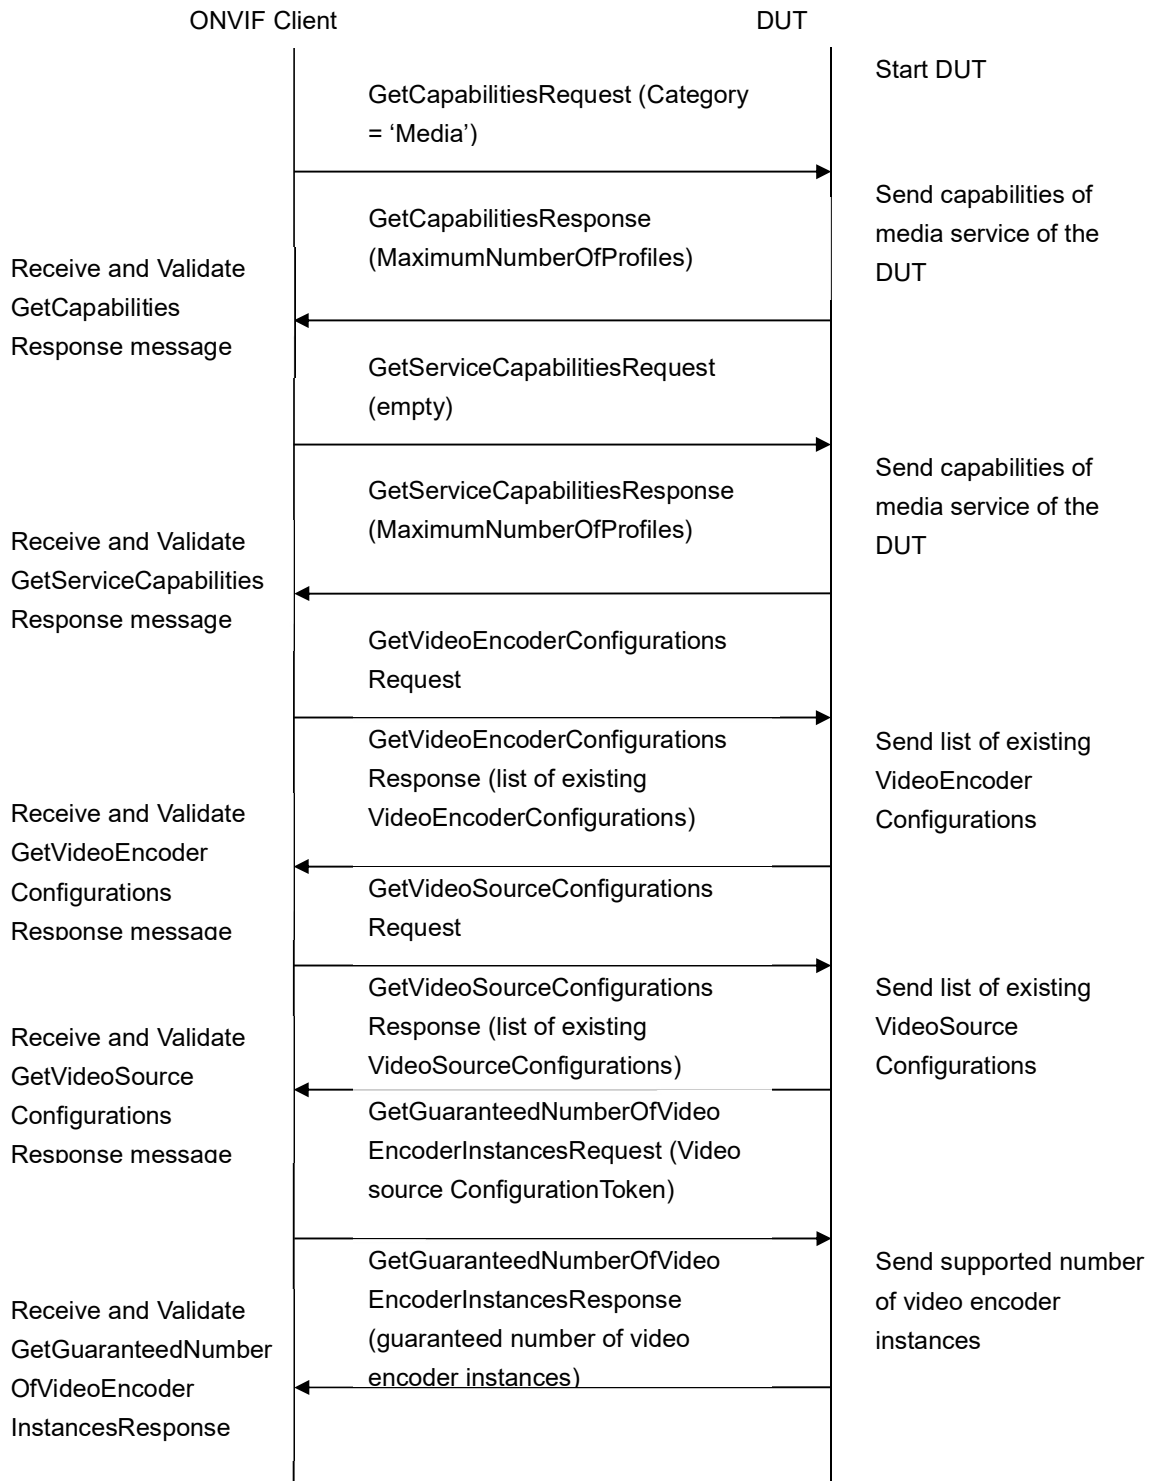 ONVIF Client
DUT
Start DUT
GetCapabilitiesRequest (Category
= ‘Media’)
Send capabilities of
media service of the
DUT
GetCapabilitiesResponse
(MaximumNumberOfProfiles)
Receive and Validate
GetCapabilities
Response message
GetServiceCapabilitiesRequest
(empty)
Send capabilities of
media service of the
DUT
GetServiceCapabilitiesResponse
(MaximumNumberOfProfiles)
Receive and Validate
GetServiceCapabilities
Response message
GetVideoEncoderConfigurations
Request
GetVideoEncoderConfigurations
Response (list of existing
VideoEncoderConfigurations)
Send list of existing
VideoEncoder
Configurations
Receive and Validate
GetVideoEncoder
Configurations
Response message
GetVideoSourceConfigurations
Request
GetVideoSourceConfigurations
Response (list of existing
VideoSourceConfigurations)
Send list of existing
VideoSource
Configurations
Receive and Validate
GetVideoSource
Configurations
Response message
GetGuaranteedNumberOfVideo
EncoderInstancesRequest (Video
source ConfigurationToken)
GetGuaranteedNumberOfVideo
EncoderInstancesResponse
(guaranteed number of video
encoder instances)
Send supported number
of video encoder
instances
Receive and Validate
GetGuaranteedNumber
OfVideoEncoder
InstancesResponse